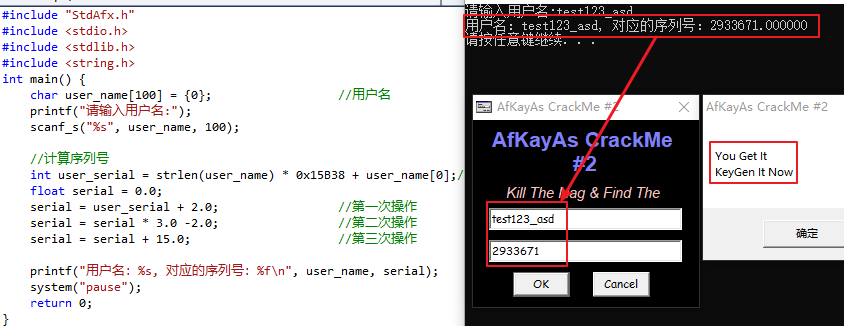 #include "StdAfx.h"
#include <stdio.h>
#include <stdlib.h>
#include <string.h>
int main() {
char user_name[100] = {0}; //用户名
printf("请输入用户名:");
scanf_s("%s", user_name, 100);
//计算序列号
int user_serial = strlen(user_name) * 0x15B38 + user_name[0];/
float serial = 0.0;
serial = user_serial + 2.0; //第一次操作
serial = serial * 3.0 -2.0; //第二次操作
serial = serial + 15.0; //第三次操作
printf("用户名: %s, 对应的序列号: %f\n", user_name, serial);
system("pause");
return 0;
}
请输入用户名:test123_asd
用户名: test123_asd, 对应的序列号: 2933671.000000
请按任意键继续. . .
AfKayAs CrackMe #2
AfKayAs CrackMe
#2
Kill The Nag & Find The
test123_asd
2933671
OK
Cancel
AfKayAs CrackMe #2
You Get It
KeyGen It Now
确定